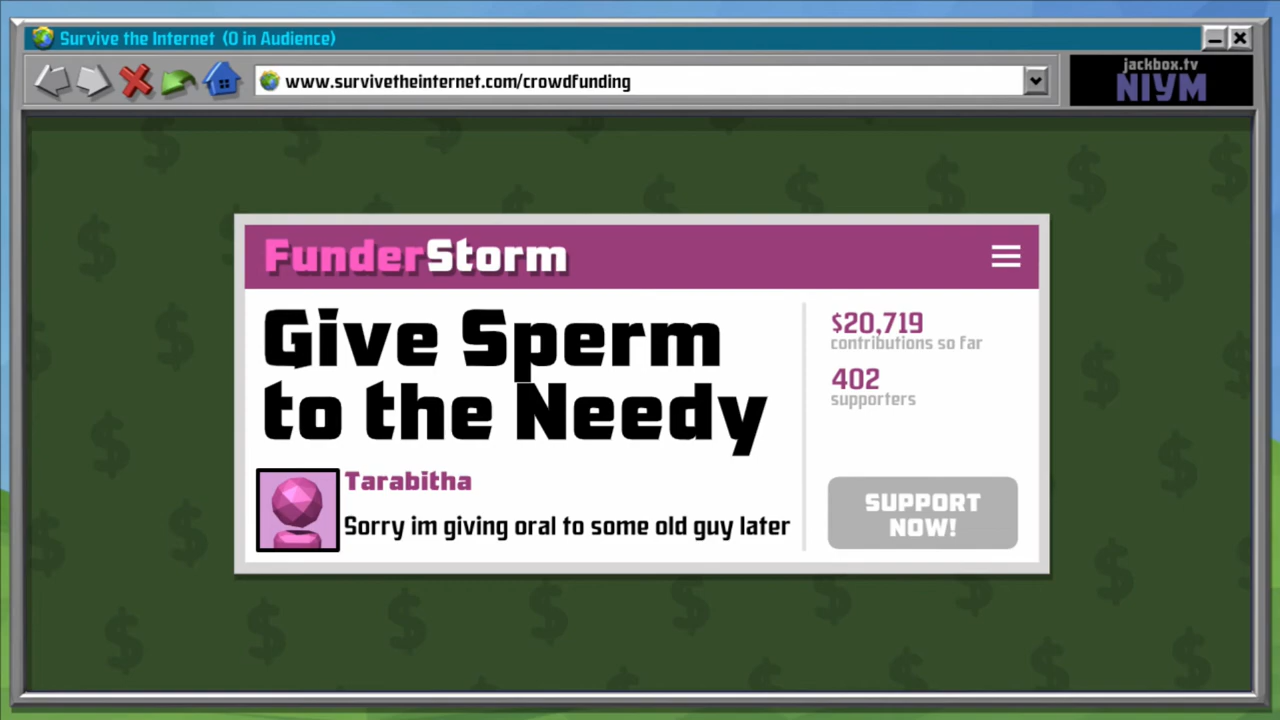 Survive the Internet (0 in Audience)
www.survivetheinternet.com/crowdfunding
jackbox.tv
NIYM
FunderStorm
Give Sperm
to the Needy
Tarabitha
Sorry im giving oral to some old guy later
$20,719
contributions so far
402
supporters
SUPPORT
NOW!